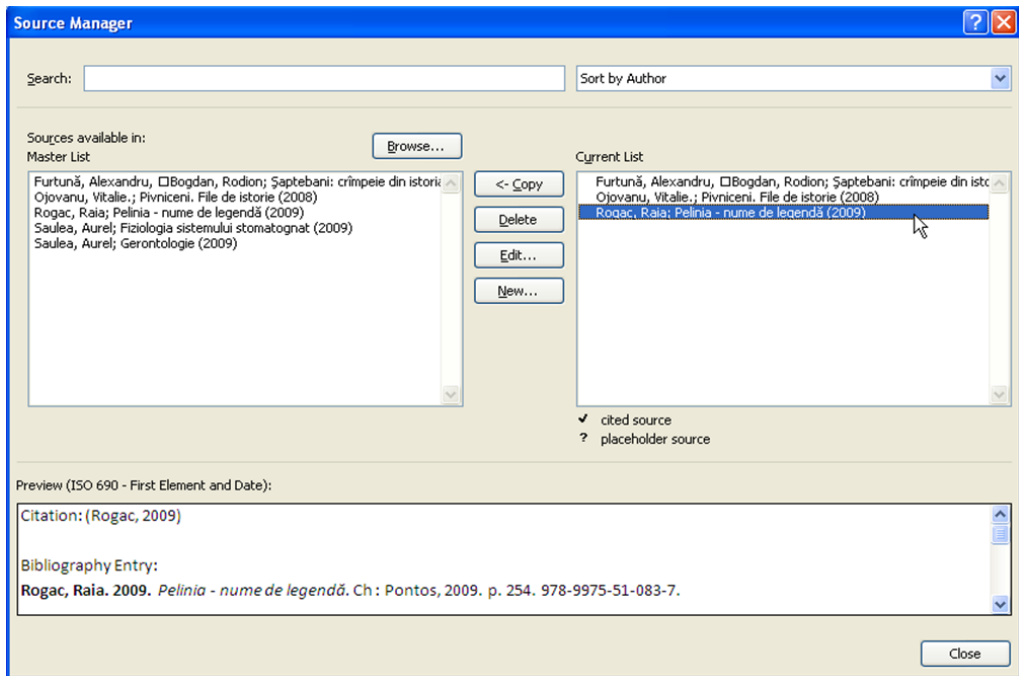 Source Manager
Search:
Sort by Author
Sources available in:
Master List
Browse...
Current List
Furtună, Alexandru, □Bogdan, Rodion; Șaptebani: crîmpeie din istoria
Ojovanu, Vitalie.; Pivniceni. File de istorie (2008)
Rogac, Raia; Pelinia - nume de legendă (2009)
Saulea, Aurel; Fiziologia sistemului stomatognat (2009)
Saulea, Aurel; Gerontologie (2009)
<- Copy
Delete
Edit...
New...
Furtună, Alexandru, □Bogdan, Rodion; Șaptebani: crîmpeie din isto
Ojovanu, Vitalie.; Pivniceni. File de istorie (2008)
Rogac, Raia; Pelinia - nume de legendă (2009)
✓ cited source
? placeholder source
Preview (ISO 690 - First Element and Date):
Citation: (Rogac, 2009)
Bibliography Entry:
Rogac, Raia. 2009. Pelinia - nume de legendă. Ch : Pontos, 2009. p. 254. 978-9975-51-083-7.
Close